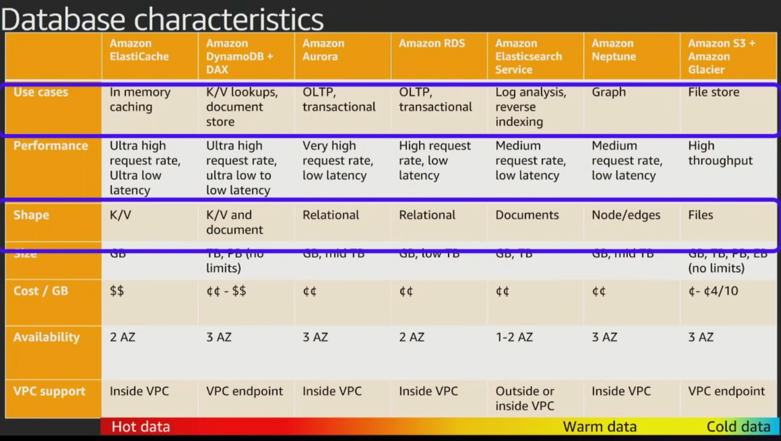 Database characteristics
Amazon ElastiCache
Amazon DynamoDB + DAX
Amazon Aurora
Amazon RDS
Amazon Elasticsearch Service
Amazon Neptune
Amazon S3 + Amazon Glacier
Use cases
In memory caching
K/V lookups, document store
OLTP, transactional
OLTP, transactional
Log analysis, reverse indexing
Graph
File store
Performance
Ultra high request rate, Ultra low latency
Ultra high request rate, ultra low to low latency
Very high request rate, low latency
High request rate, low latency
Medium request rate, low latency
Medium request rate, low latency
High throughput
Shape
K/V
K/V and document
Relational
Relational
Documents
Node/edges
Files
Size
GB
TB, PB (no limits)
GB, mid TB
GB, low TB
GB, TB
GB, mid TB
GB, TB, PB, EB (no limits)
Cost / GB
$$
¢¢ - $$
¢¢
¢¢
¢¢
¢¢
¢- ¢4/10
Availability
2 AZ
3 AZ
3 AZ
2 AZ
1-2 AZ
3 AZ
3 AZ
VPC support
Inside VPC
VPC endpoint
Inside VPC
Inside VPC
Outside or inside VPC
Inside VPC
VPC endpoint
Hot data
Warm data
Cold data